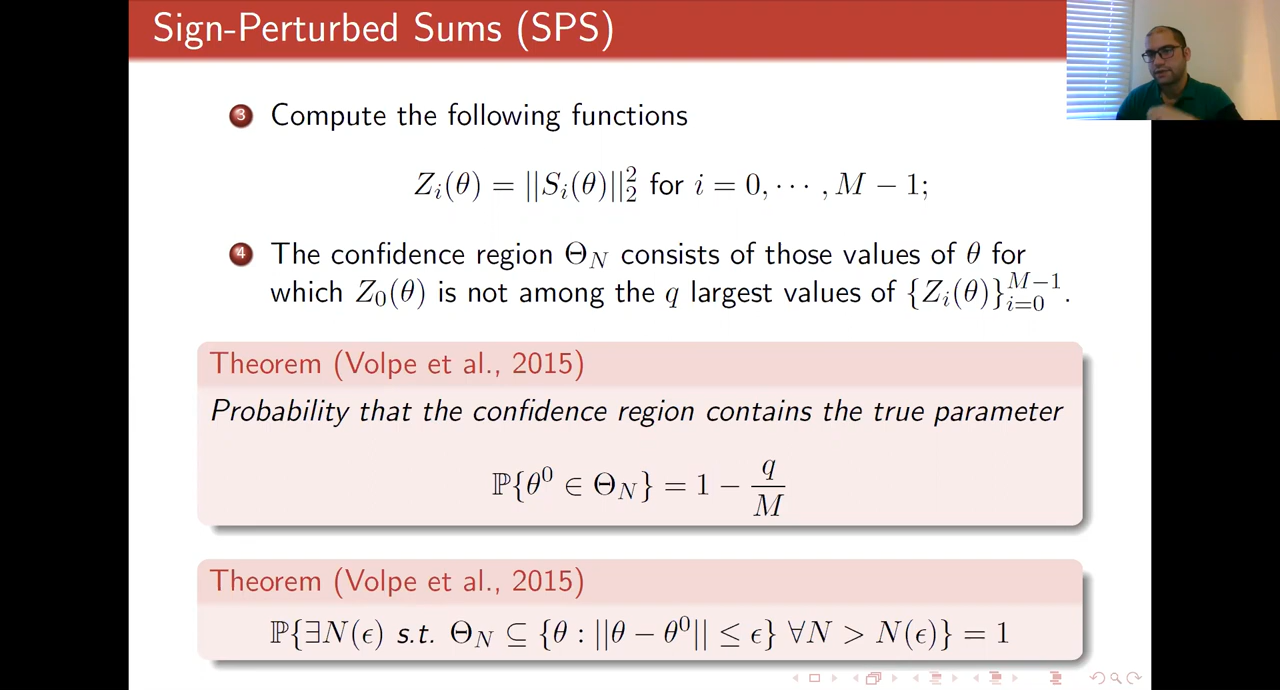 Sign-Perturbed Sums (SPS)
3 Compute the following functions
Z_i(θ) = ||S_i(θ)||_2^2 for i = 0, ⋯ , M − 1;
4 The confidence region Θ_N consists of those values of θ for
which Z_0(θ) is not among the q largest values of {Z_i(θ)}_{i=0}^{M−1}.
Theorem (Volpe et al., 2015)
Probability that the confidence region contains the true parameter
ℙ{θ^0 ∈ Θ_N} = 1 − q/M
Theorem (Volpe et al., 2015)
ℙ{∃N(ϵ) s.t. Θ_N ⊆ {θ : ||θ − θ^0|| ≤ ϵ} ∀N > N(ϵ)} = 1